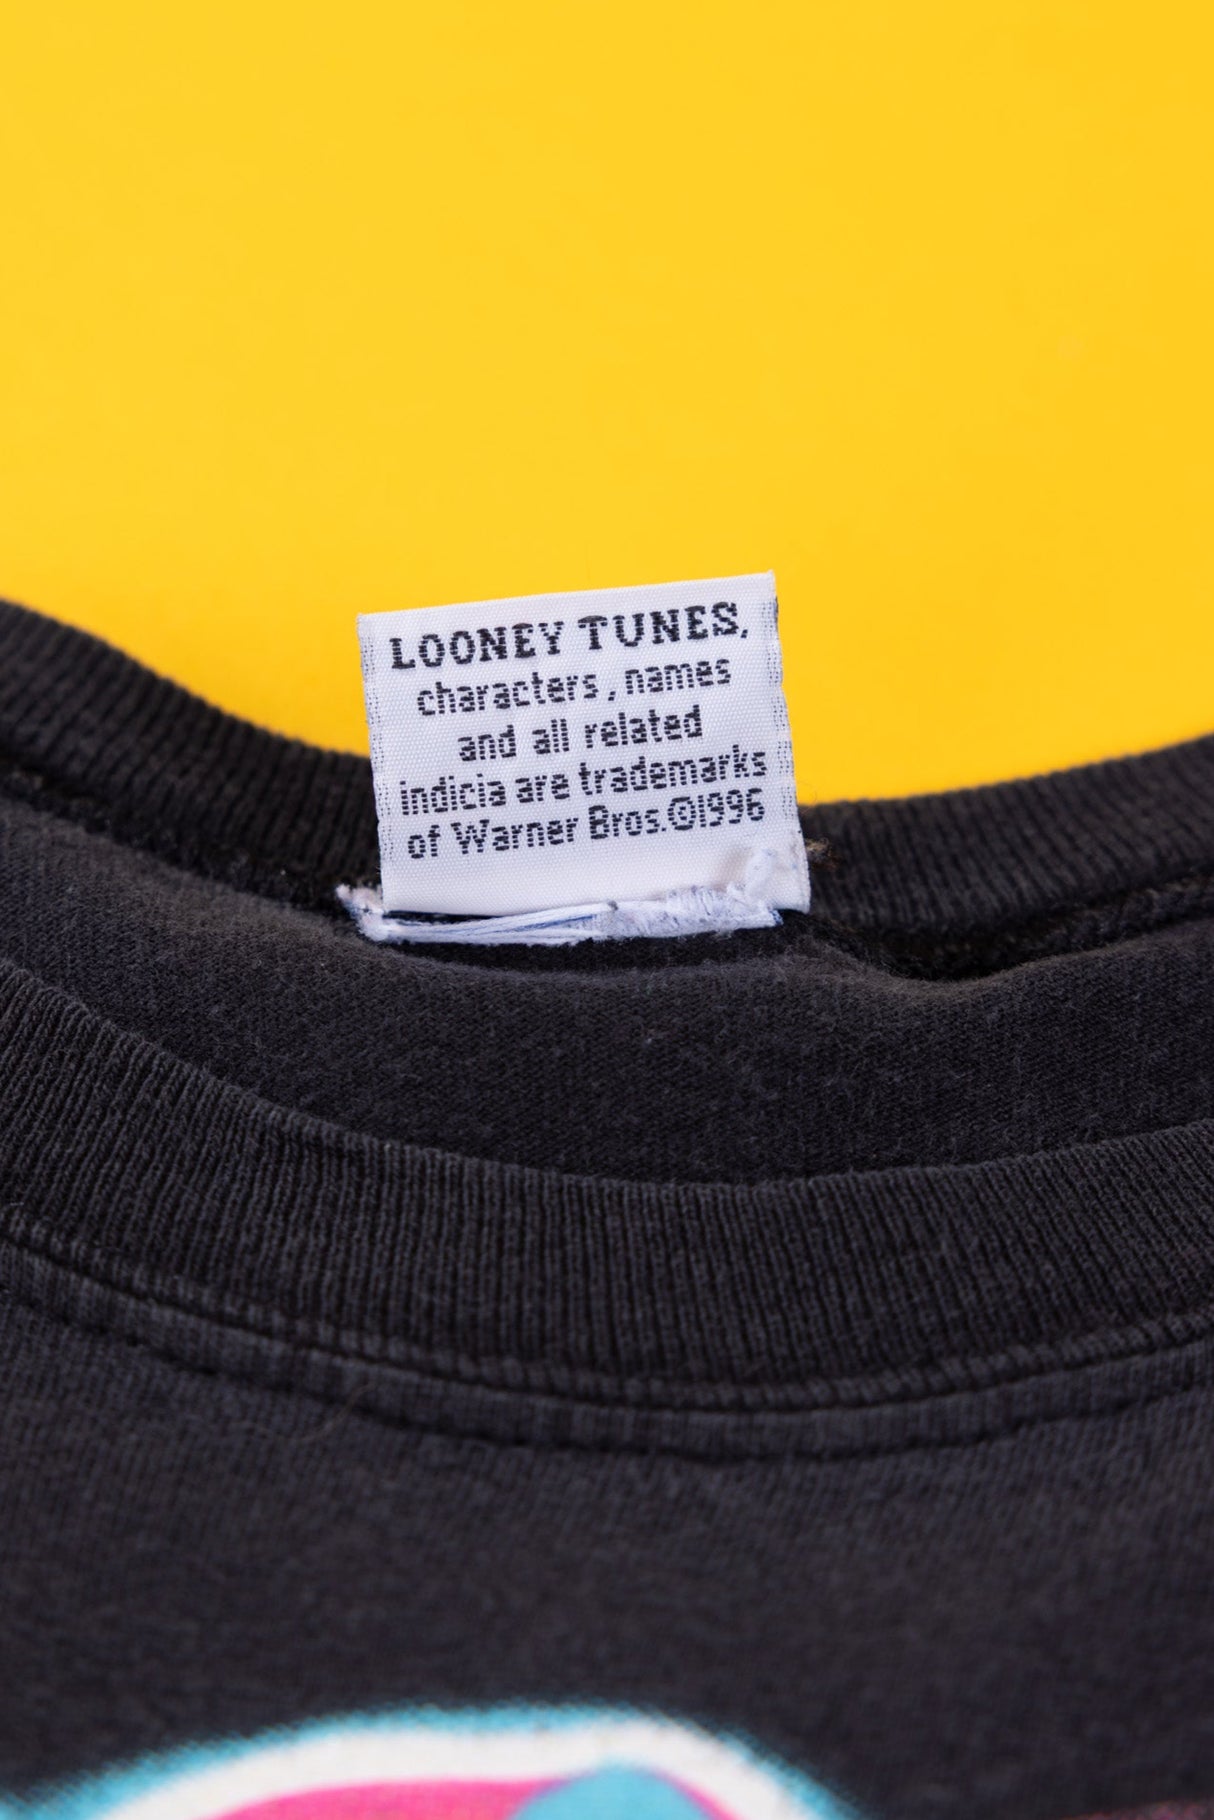 LOONEY TUNES,
characters, names
and all related
indicia are trademarks
of Warner Bros.©1996